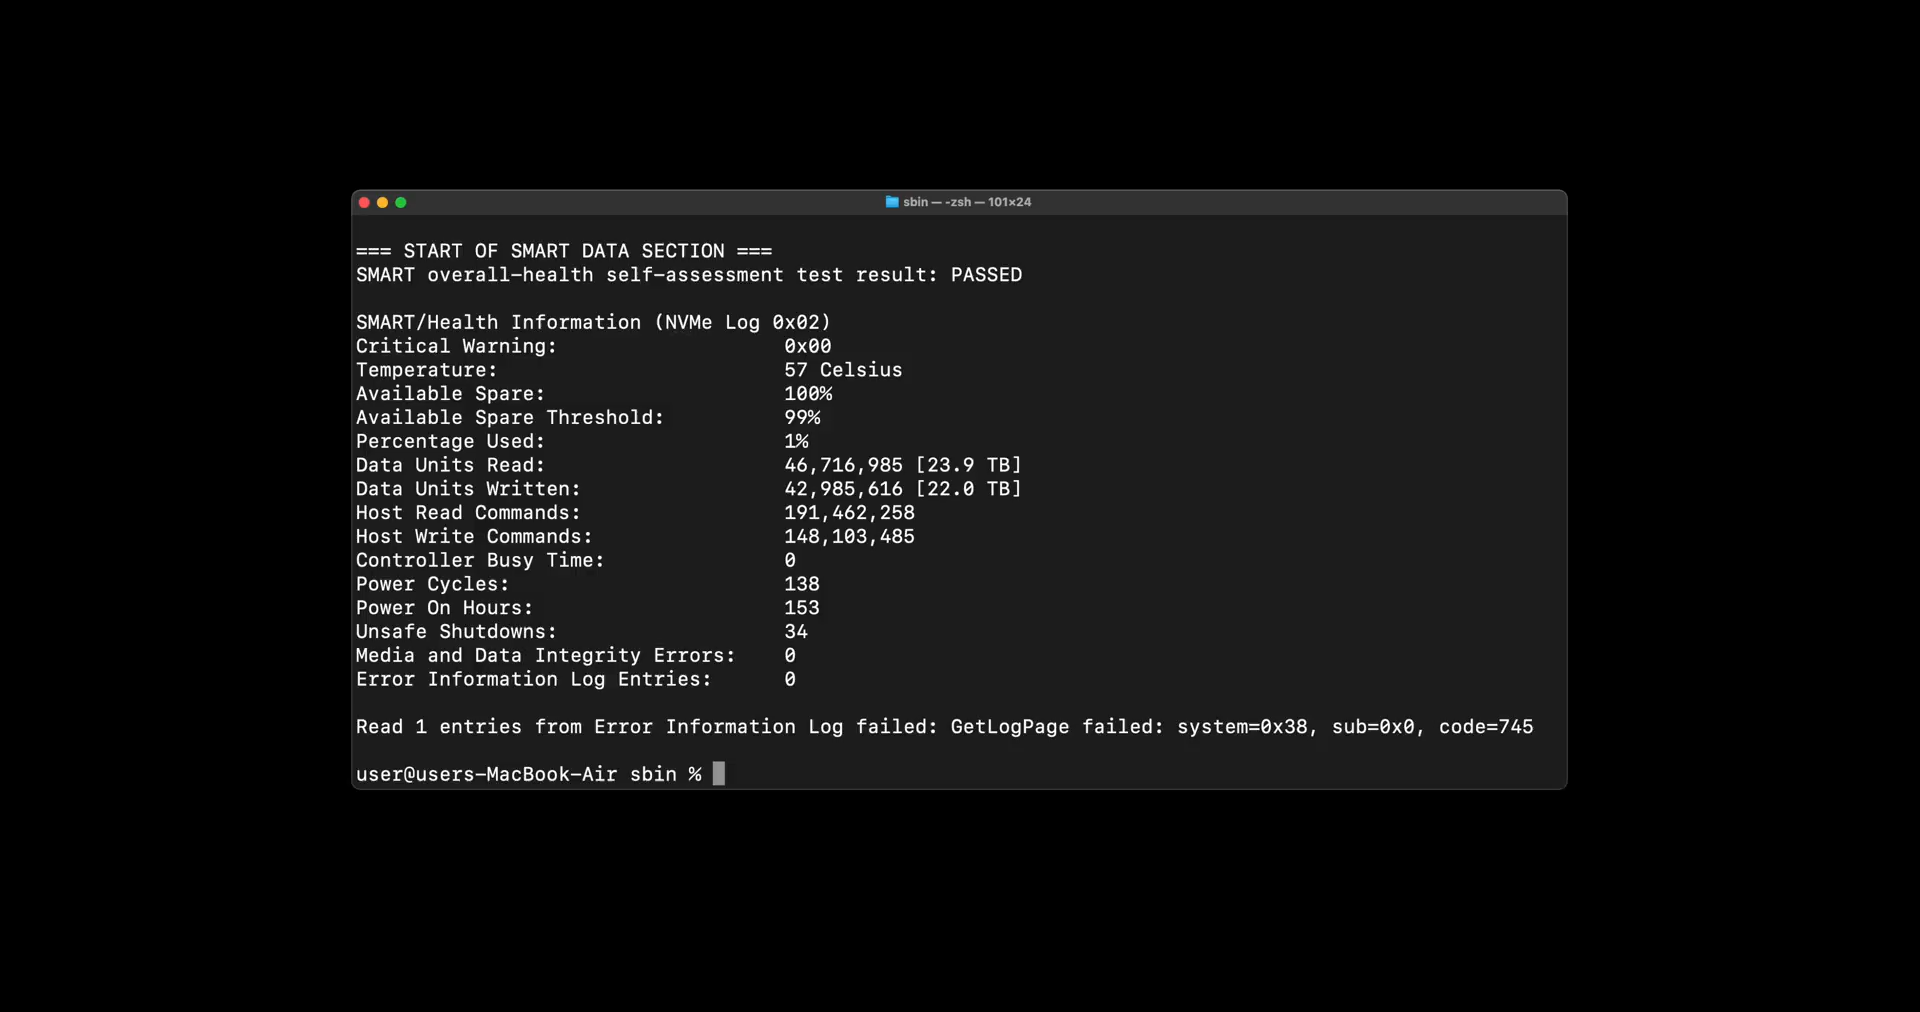 sbin — -zsh — 101×24
=== START OF SMART DATA SECTION ===
SMART overall-health self-assessment test result: PASSED
SMART/Health Information (NVMe Log 0x02)
Critical Warning: 0x00
Temperature: 57 Celsius
Available Spare: 100%
Available Spare Threshold: 99%
Percentage Used: 1%
Data Units Read: 46,716,985 [23.9 TB]
Data Units Written: 42,985,616 [22.0 TB]
Host Read Commands: 191,462,258
Host Write Commands: 148,103,485
Controller Busy Time: 0
Power Cycles: 138
Power On Hours: 153
Unsafe Shutdowns: 34
Media and Data Integrity Errors: 0
Error Information Log Entries: 0
Read 1 entries from Error Information Log failed: GetLogPage failed: system=0x38, sub=0x0, code=745
user@users-MacBook-Air sbin %